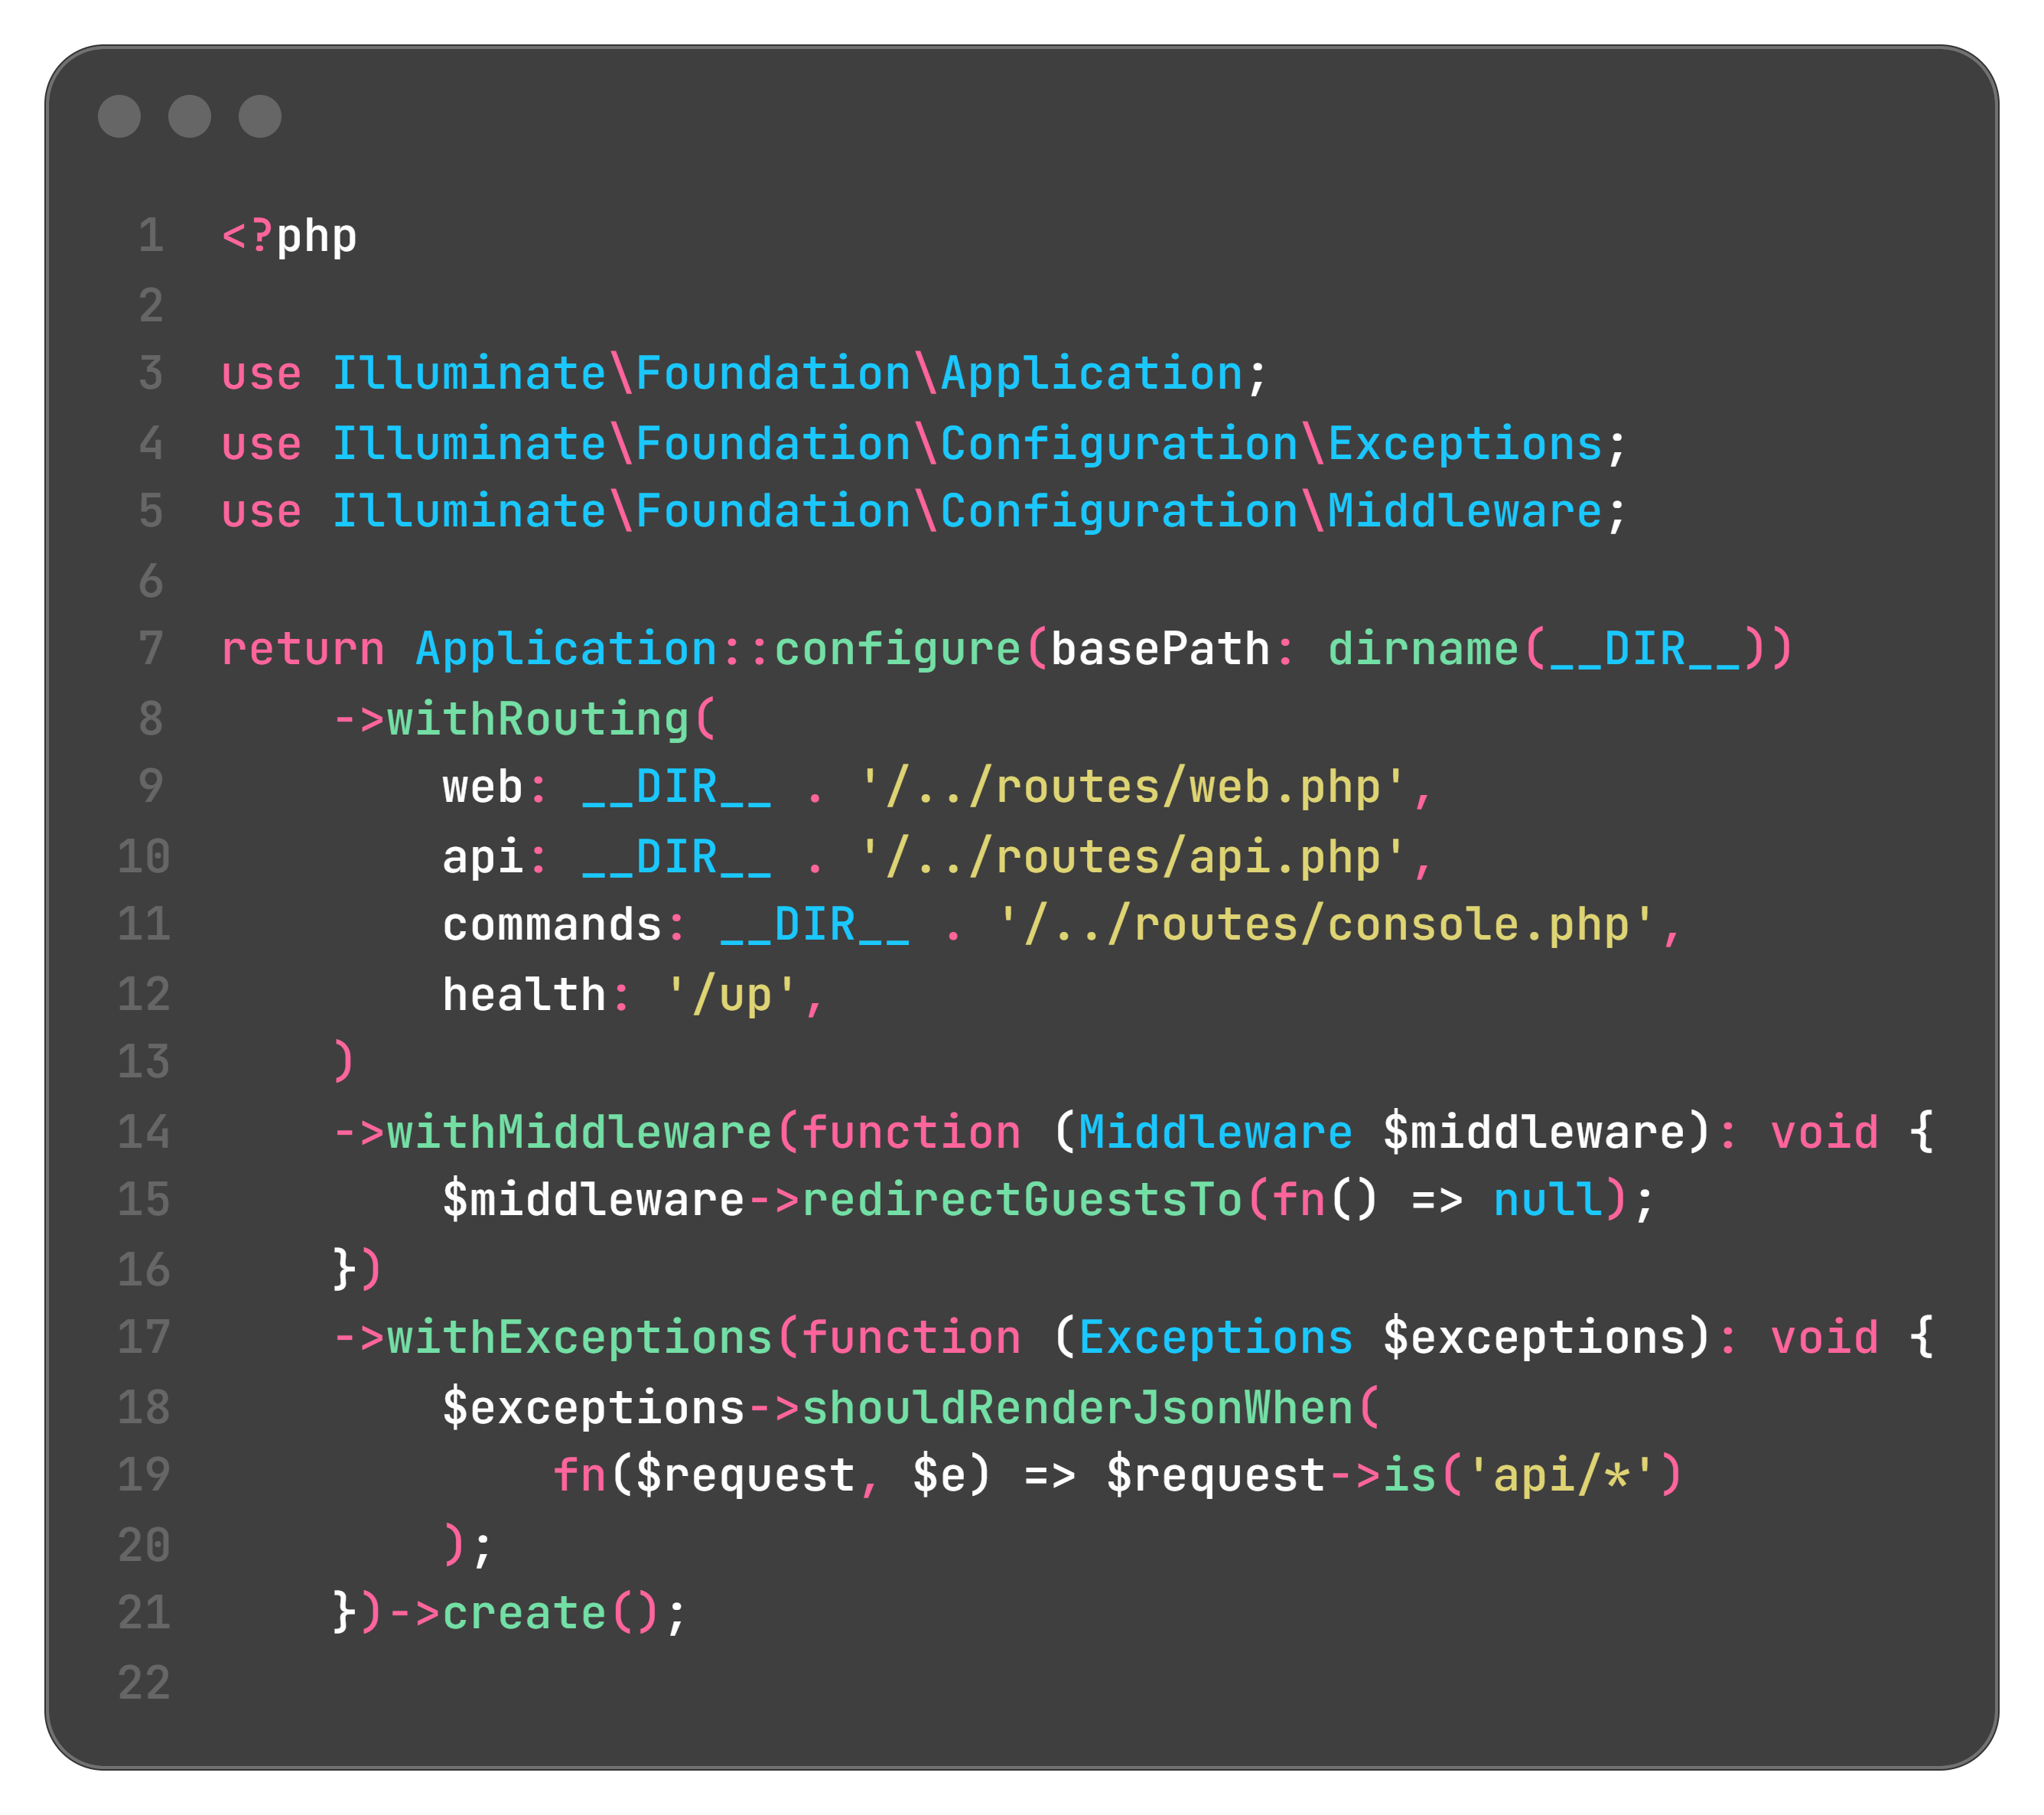 1 <?php
2
3 use Illuminate\Foundation\Application;
4 use Illuminate\Foundation\Configuration\Exceptions;
5 use Illuminate\Foundation\Configuration\Middleware;
6
7 return Application::configure(basePath: dirname(__DIR__))
8     ->withRouting(
9         web: __DIR__ . '/../routes/web.php',
10         api: __DIR__ . '/../routes/api.php',
11         commands: __DIR__ . '/../routes/console.php',
12         health: '/up',
13     )
14     ->withMiddleware(function (Middleware $middleware): void {
15         $middleware->redirectGuestsTo(fn() => null);
16     })
17     ->withExceptions(function (Exceptions $exceptions): void {
18         $exceptions->shouldRenderJsonWhen(
19             fn($request, $e) => $request->is('api/*')
20         );
21     })->create();
22